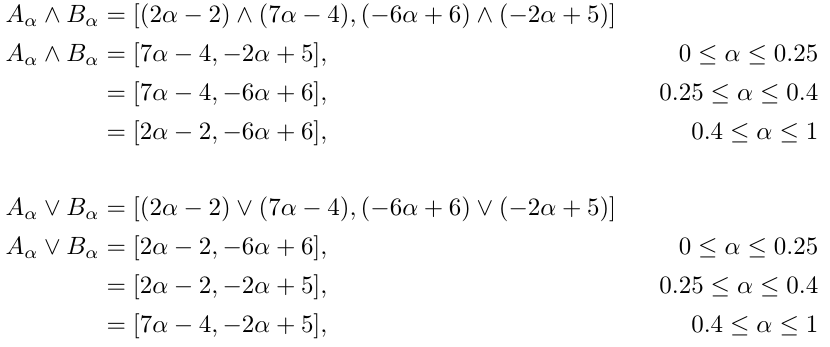 A_α ∧ B_α = [(2α − 2) ∧ (7α − 4), (−6α + 6) ∧ (−2α + 5)]
A_α ∧ B_α = [7α − 4, −2α + 5], 0 ≤ α ≤ 0.25
= [7α − 4, −6α + 6], 0.25 ≤ α ≤ 0.4
= [2α − 2, −6α + 6], 0.4 ≤ α ≤ 1
A_α ∨ B_α = [(2α − 2) ∨ (7α − 4), (−6α + 6) ∨ (−2α + 5)]
A_α ∨ B_α = [2α − 2, −6α + 6], 0 ≤ α ≤ 0.25
= [2α − 2, −2α + 5], 0.25 ≤ α ≤ 0.4
= [7α − 4, −2α + 5], 0.4 ≤ α ≤ 1